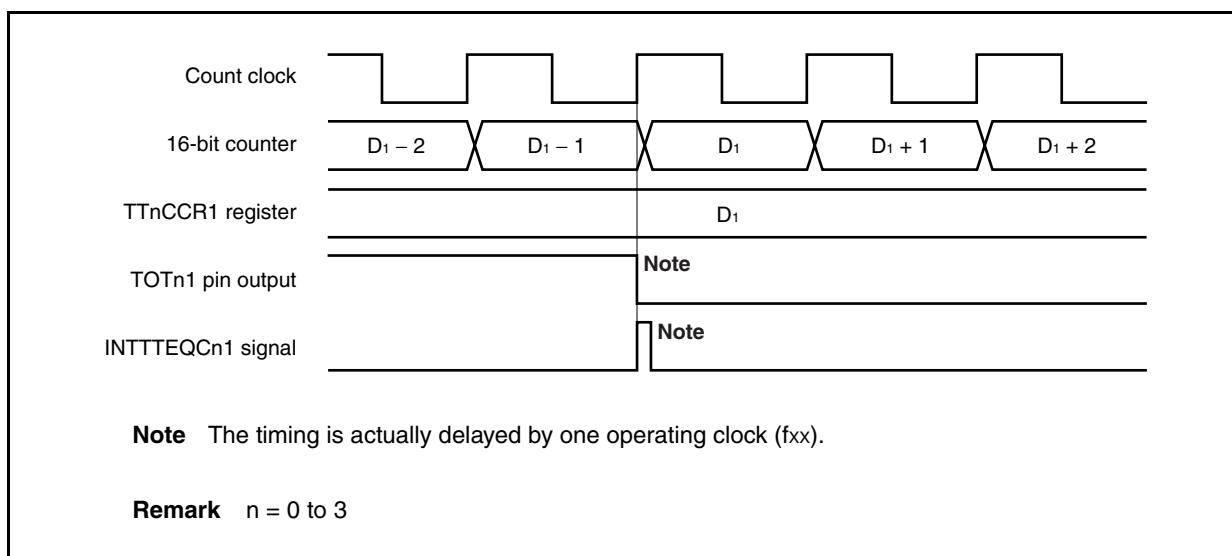 Count clock
16-bit counter D1 − 2 D1 − 1 D1 D1 + 1 D1 + 2
TTnCCR1 register D1
TOTn1 pin output Note
INTTTEQCn1 signal Note
Note The timing is actually delayed by one operating clock (fxx).
Remark n = 0 to 3